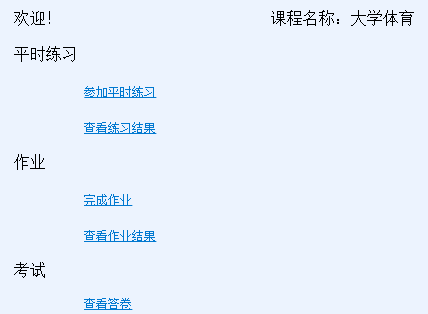 欢迎! 课程名称：大学体育
平时练习
参加平时练习
查看练习结果
作业
完成作业
查看作业结果
考试
查看答卷